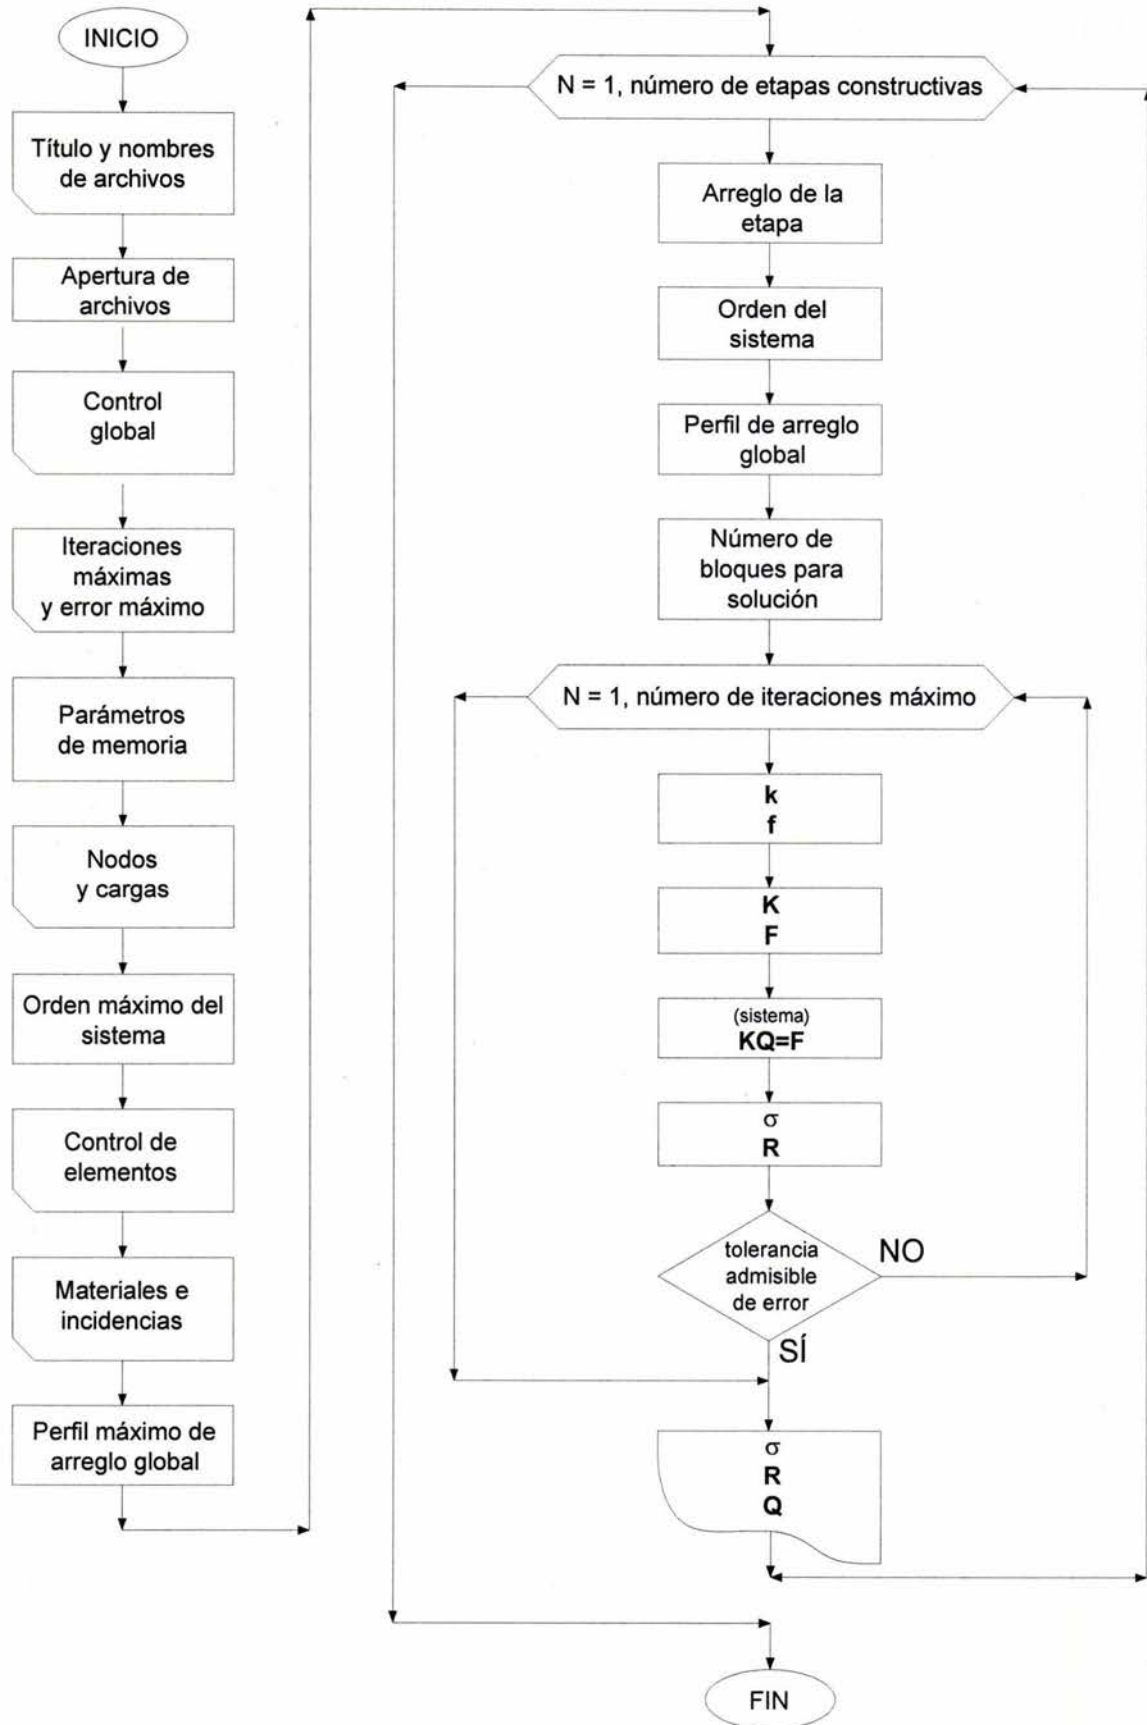 INICIO
Título y nombres
de archivos
Apertura de
archivos
Control
global
Iteraciones
máximas
y error máximo
Parámetros
de memoria
Nodos
y cargas
Orden máximo del
sistema
Control de
elementos
Materiales e
incidencias
Perfil máximo de
arreglo global
N = 1, número de etapas constructivas
Arreglo de la
etapa
Orden del
sistema
Perfil de arreglo
global
Número de
bloques para
solución
N = 1, número de iteraciones máximo
k
f
K
F
(sistema)
KQ=F
σ
R
tolerancia
admisible
de error
NO
SÍ
σ
R
Q
FIN